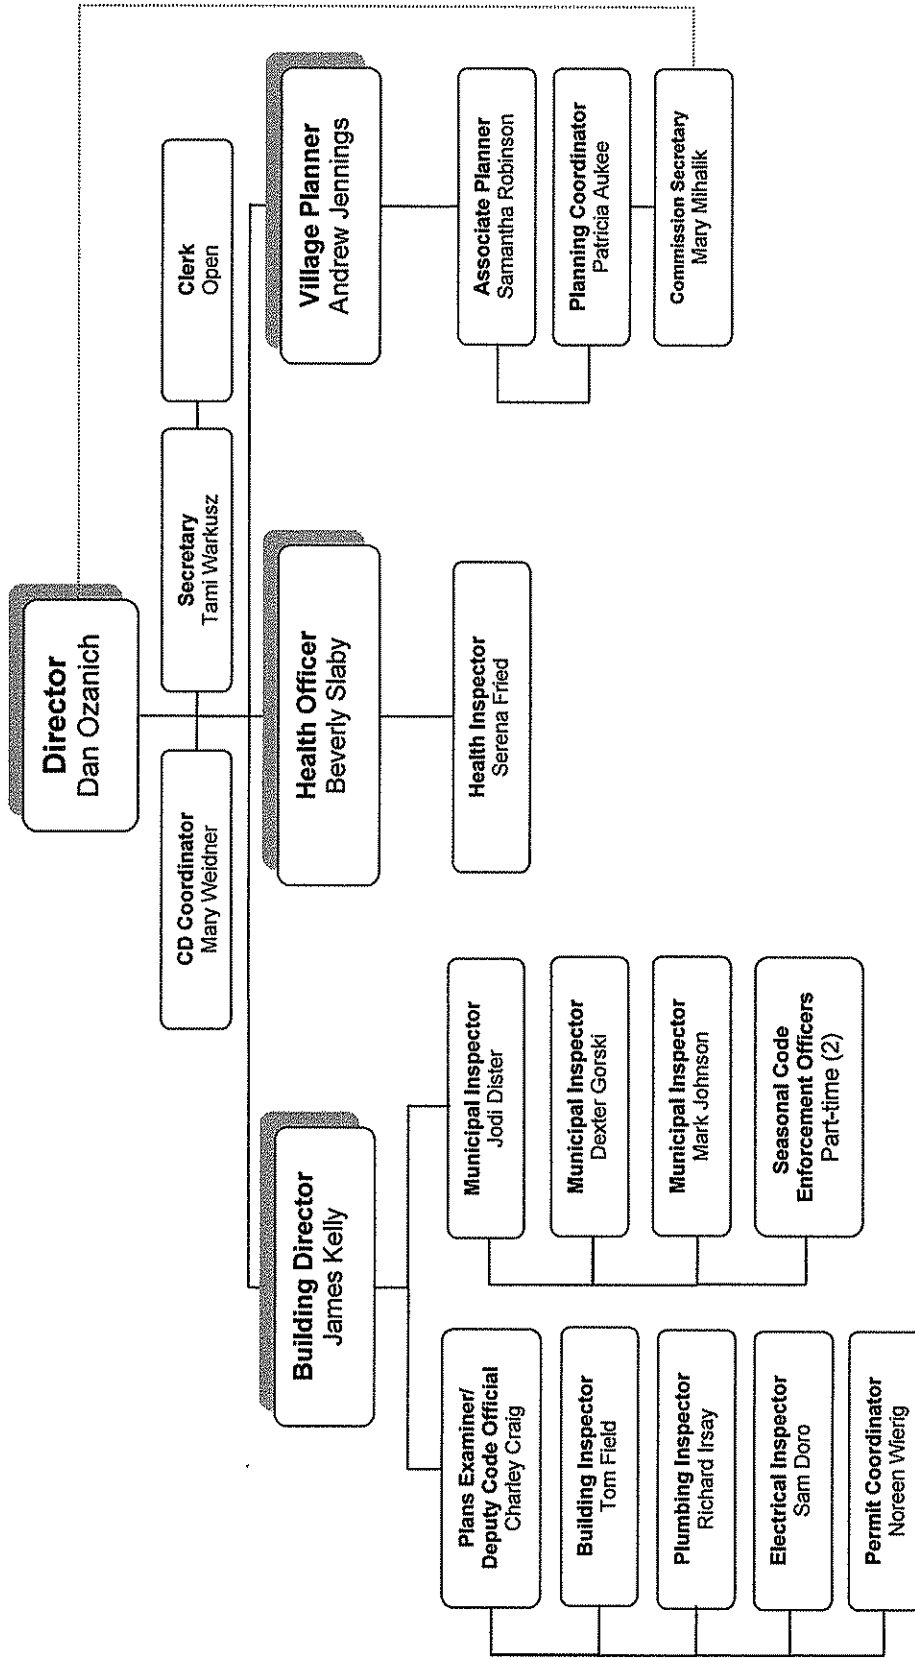 Director
Dan Ozanich
CD Coordinator
Mary Weidner
Secretary
Tami Warkusz
Clerk
Open
Building Director
James Kelly
Health Officer
Beverly Slaby
Village Planner
Andrew Jennings
Plans Examiner/
Deputy Code Official
Charley Craig
Building Inspector
Tom Field
Plumbing Inspector
Richard Irsay
Electrical Inspector
Sam Doro
Permit Coordinator
Noreen Wierig
Municipal Inspector
Jodi Dister
Municipal Inspector
Dexter Gorski
Municipal Inspector
Mark Johnson
Seasonal Code
Enforcement Officers
Part-time (2)
Health Inspector
Serena Fried
Associate Planner
Samantha Robinson
Planning Coordinator
Patricia Aukee
Commission Secretary
Mary Mihalik